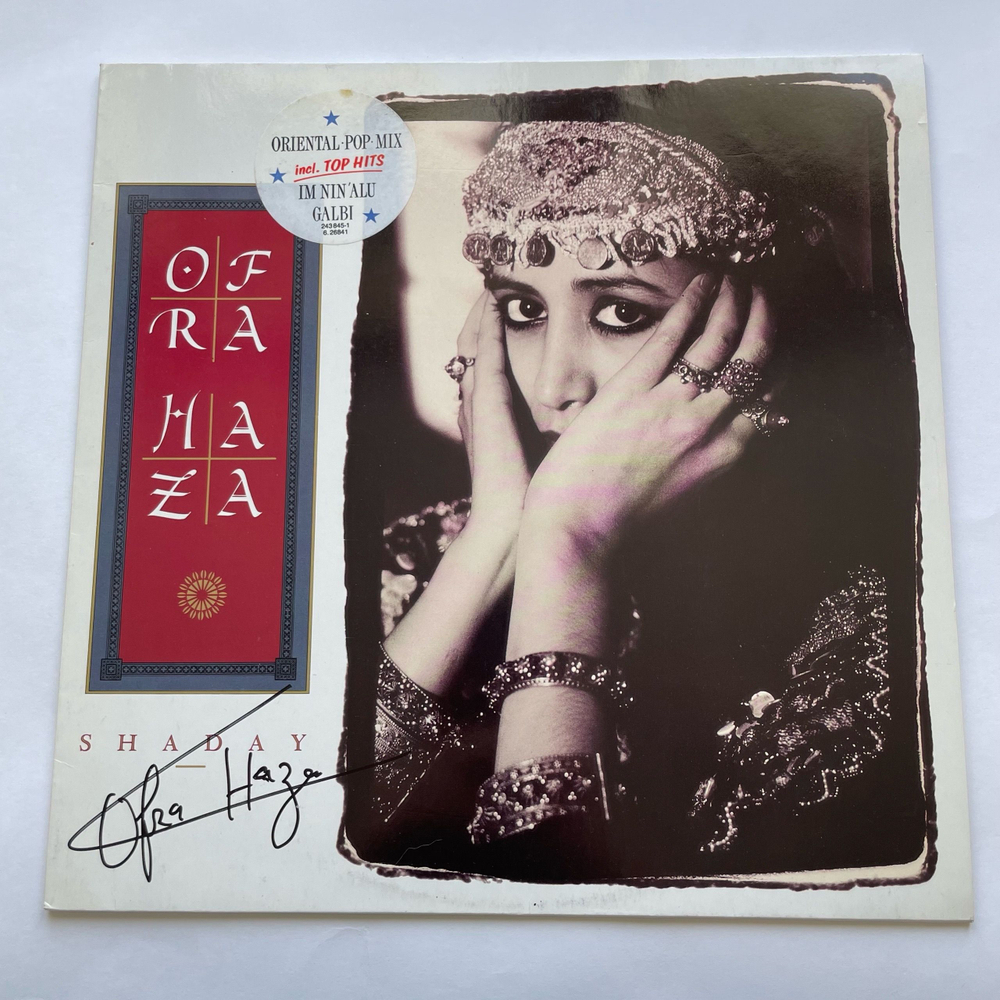 ORIENTAL·POP·MIX
incl. TOP HITS
IM NIN'ALU
GALBI
243 845-1
6.26841
OF
RA
HA
ZA
SHADAY
Ofra Haza